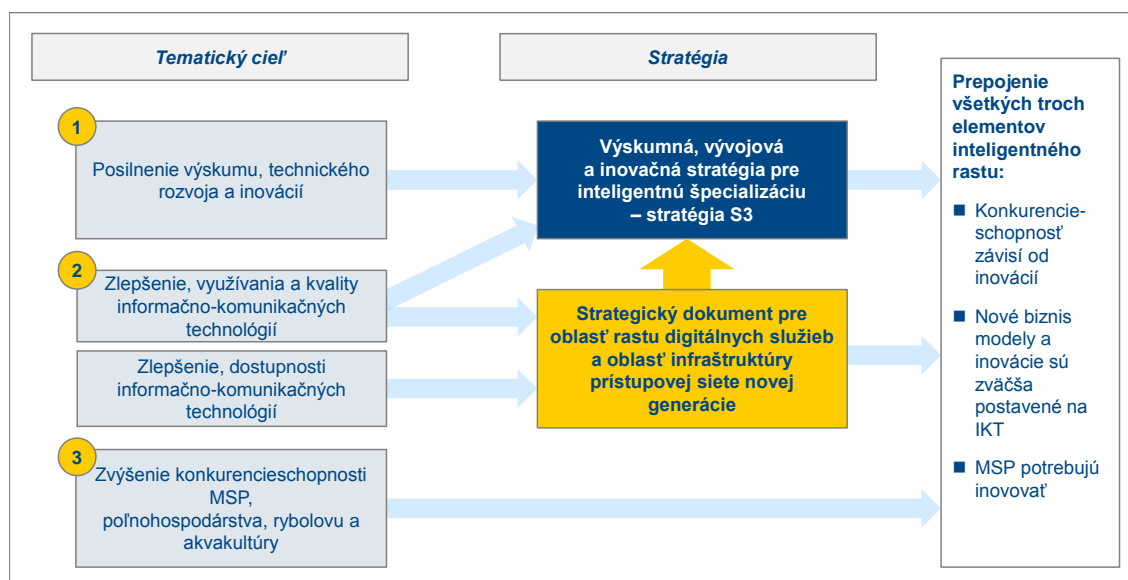 Tematický cieľ
Stratégia
1
Posilnenie výskumu, technického
rozvoja a inovácií
2
Zlepšenie, využívania a kvality
informačno-komunikačných
technológií
Zlepšenie, dostupnosti
informačno-komunikačných
technológií
3
Zvýšenie konkurencieschopnosti
MSP,
poľnohospodárstva, rybolovu a
akvakultúry
Výskumná, vývojová
a inovačná stratégia pre
inteligentnú špecializáciu
– stratégia S3
Strategický dokument pre
oblasť rastu digitálnych služieb
a oblasť infraštruktúry
prístupovej siete novej
generácie
Prepojenie
všetkých troch
elementov
inteligentného
rastu:
Konkurencie-
schopnosť
závisí od
inovácií
Nové biznis
modely a
inovácie sú
zväčša
postavené na
IKT
MSP potrebujú
inovovať